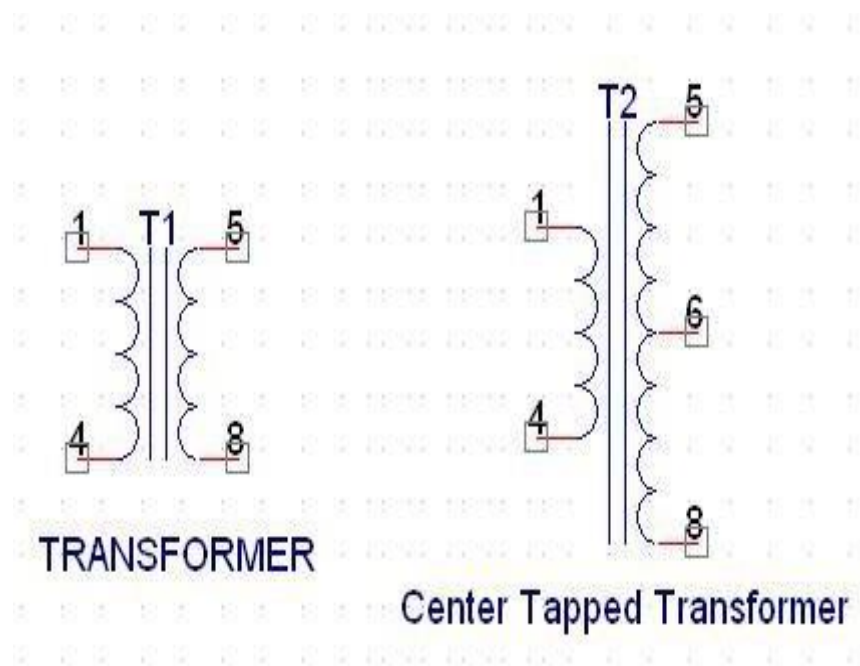 T2 5
1
1 T1 5
6
4
4 8
8
TRANSFORMER
Center Tapped Transformer